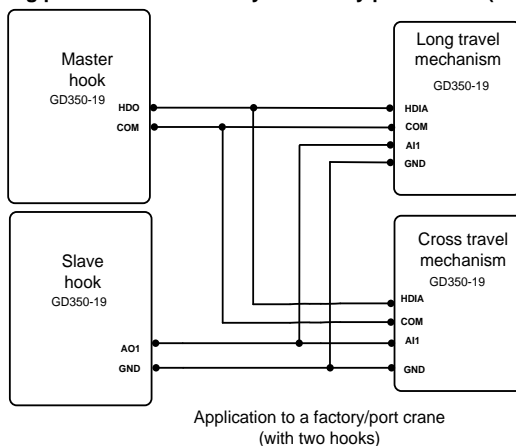 Master
hook
GD350-19
HDO
COM
Long travel
mechanism
GD350-19
HDIA
COM
AI1
GND
Slave
hook
GD350-19
AO1
GND
Cross travel
mechanism
GD350-19
HDIA
COM
AI1
GND
Application to a factory/port crane
(with two hooks)